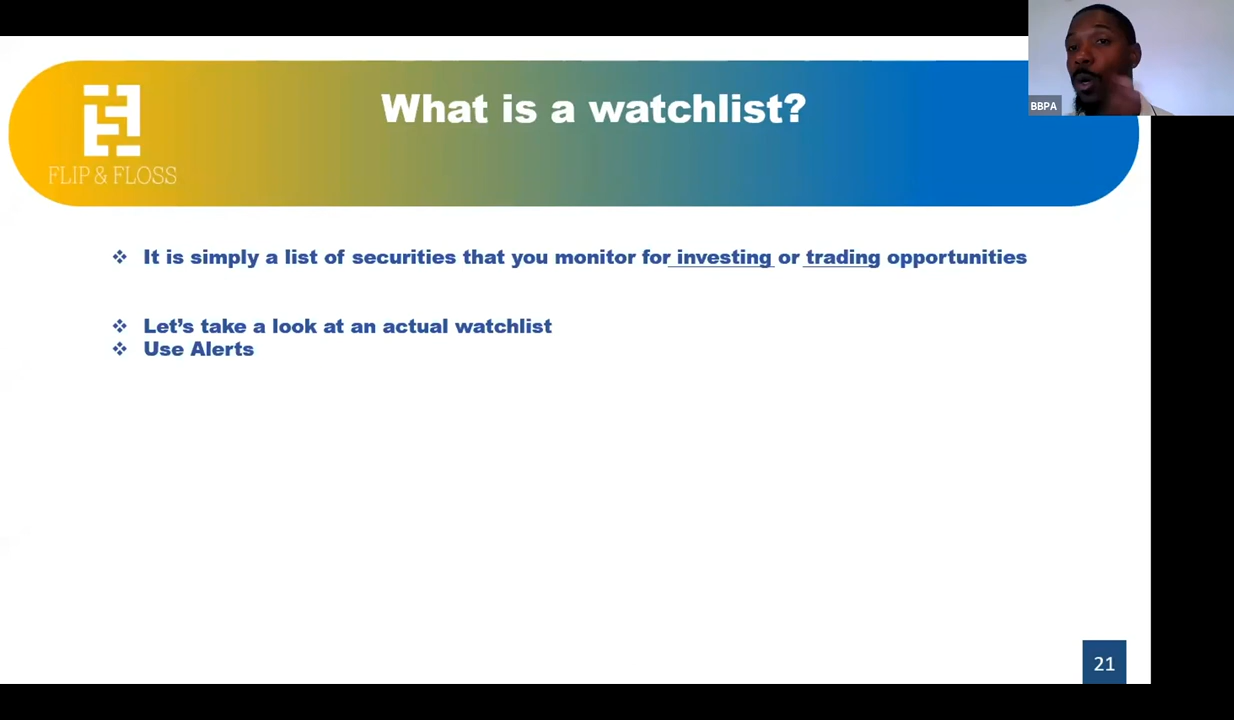 What is a watchlist?
FLIP & FLOSS
BBPA
It is simply a list of securities that you monitor for investing or trading opportunities
Let's take a look at an actual watchlist
Use Alerts
21